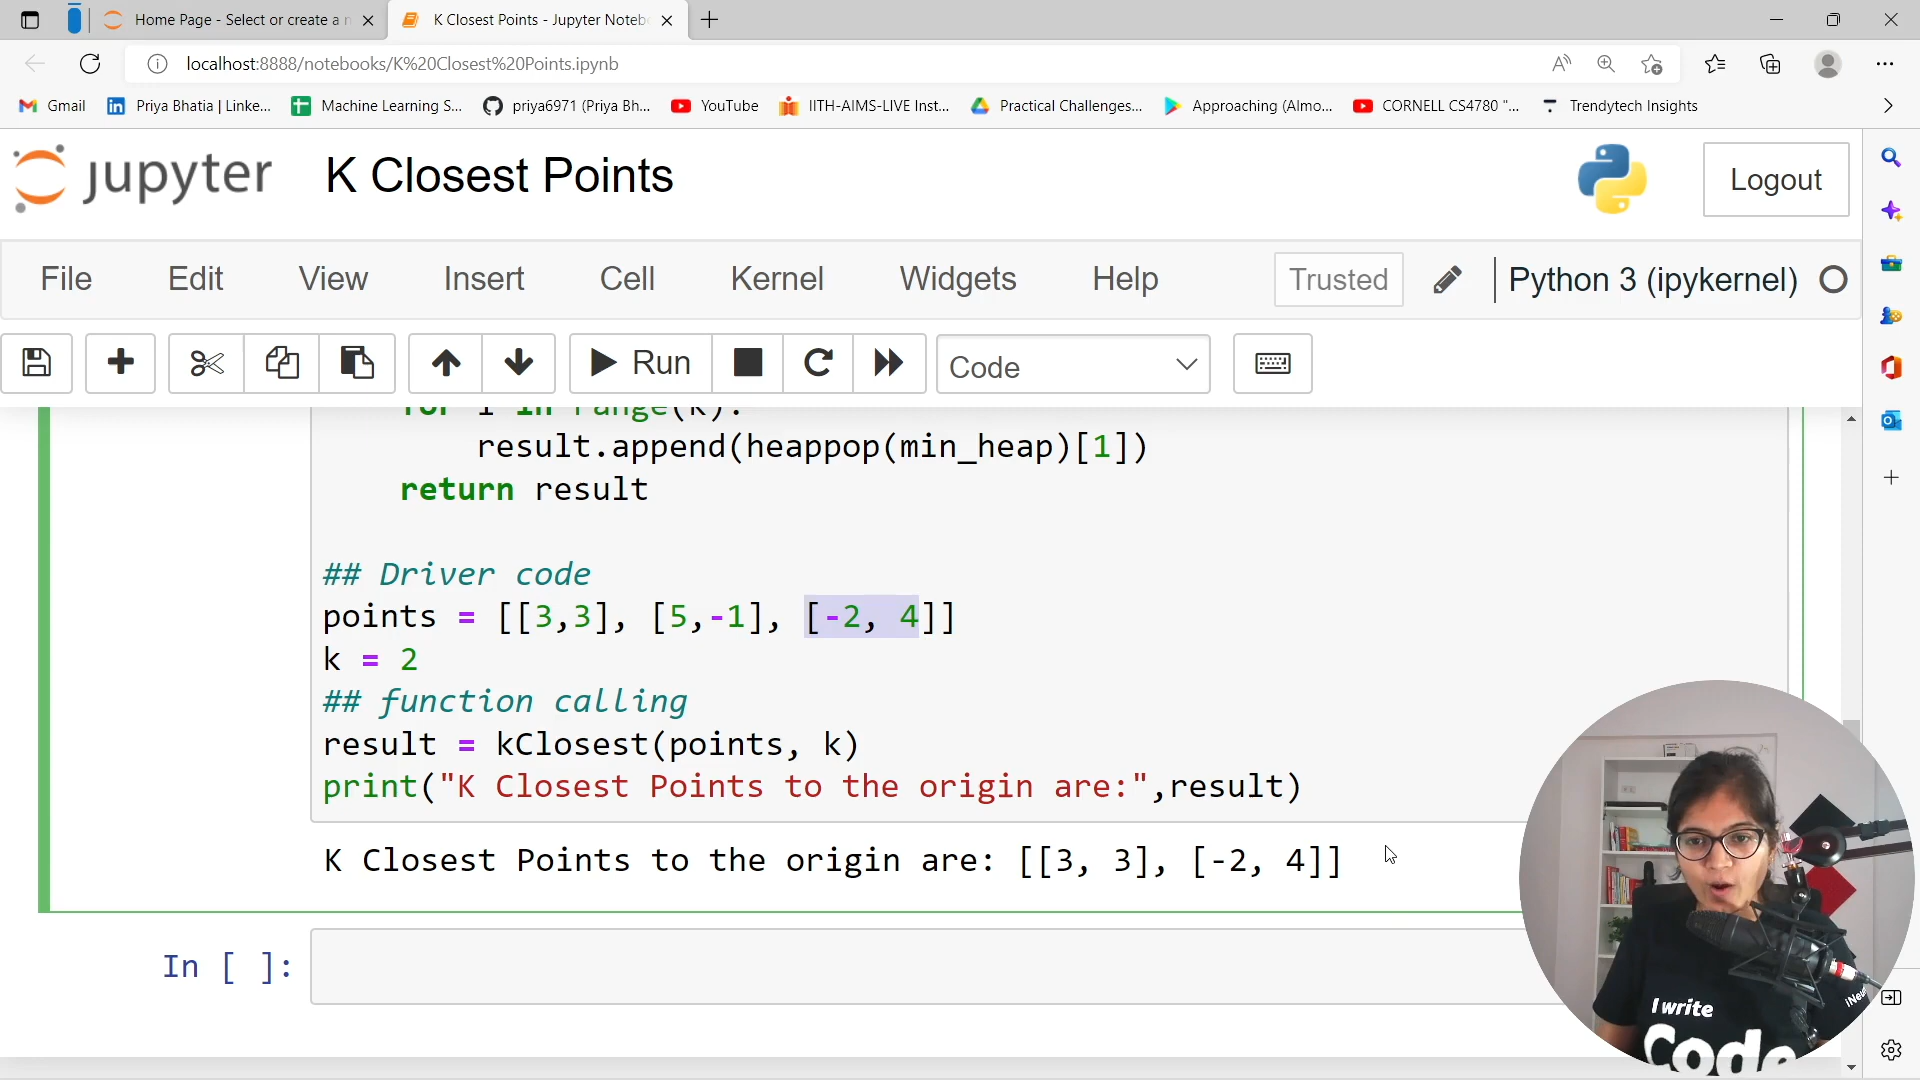 Home Page - Select or create a n
K Closest Points - Jupyter Noteb
localhost:8888/notebooks/K%20Closest%20Points.ipynb
Gmail
Priya Bhatia | Linke...
Machine Learning S...
priya6971 (Priya Bh...
YouTube
IITH-AIMS-LIVE Inst...
Practical Challenges...
Approaching (Almo...
CORNELL CS4780 "...
Trendytech Insights
jupyter K Closest Points
Logout
File Edit View Insert Cell Kernel Widgets Help Trusted Python 3 (ipykernel)
Run Code
for i in range(k):
result.append(heappop(min_heap)[1])
return result
## Driver code
points = [[3,3], [5,-1], [-2, 4]]
k = 2
## function calling
result = kClosest(points, k)
print("K Closest Points to the origin are:",result)
K Closest Points to the origin are: [[3, 3], [-2, 4]]
In [ ]:
I write
Code